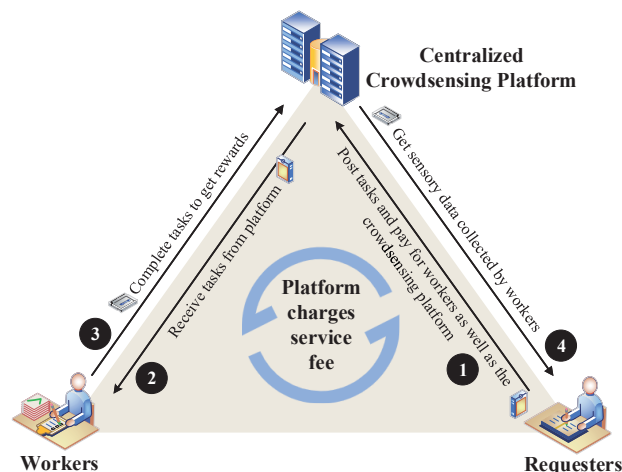 Centralized
Crowdsensing Platform
Complete tasks to get rewards
Receive tasks from platform
Post tasks and pay for workers as well as the
crowdsensing platform
Get sensory data collected by workers
Platform
charges
service
fee
3
2
1
4
Workers
Requesters